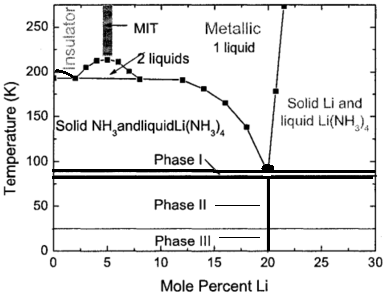 insulator
MIT
Metallic
1 liquid
2 liquids
Solid Li and
liquid Li(NH3)4
Solid NH3andliquidLi(NH3)4
Phase I
Phase II
Phase III
Temperature (K)
250
200
150
100
50
0
0 5 10 15 20 25 30
Mole Percent Li